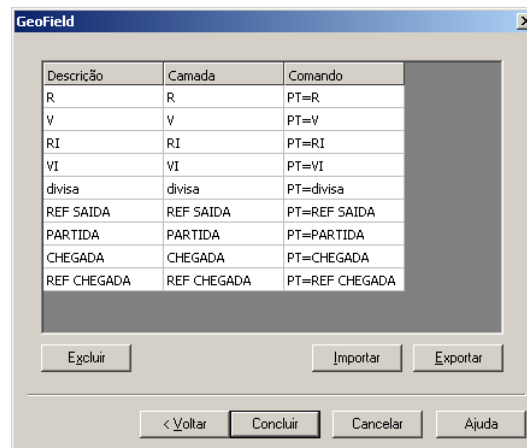 GeoField
Descrição Camada Comando
R R PT=R
V V PT=V
RI RI PT=RI
VI VI PT=VI
divisa divisa PT=divisa
REF SAIDA REF SAIDA PT=REF SAIDA
PARTIDA PARTIDA PT=PARTIDA
CHEGADA CHEGADA PT=CHEGADA
REF CHEGADA REF CHEGADA PT=REF CHEGADA
Excluir Importar Exportar
< Voltar Concluir Cancelar Ajuda